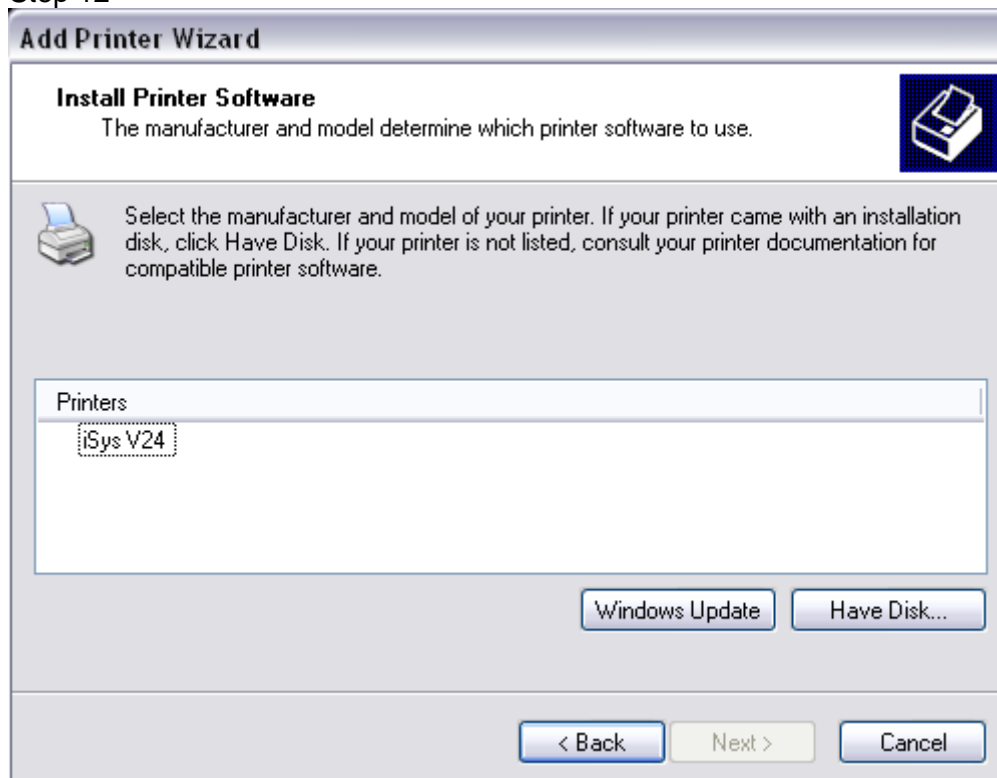 Step 12
Add Printer Wizard
Install Printer Software
The manufacturer and model determine which printer software to use.
Select the manufacturer and model of your printer. If your printer came with an installation
disk, click Have Disk. If your printer is not listed, consult your printer documentation for
compatible printer software.
Printers
iSys V24
Windows Update
Have Disk...
< Back
Next >
Cancel